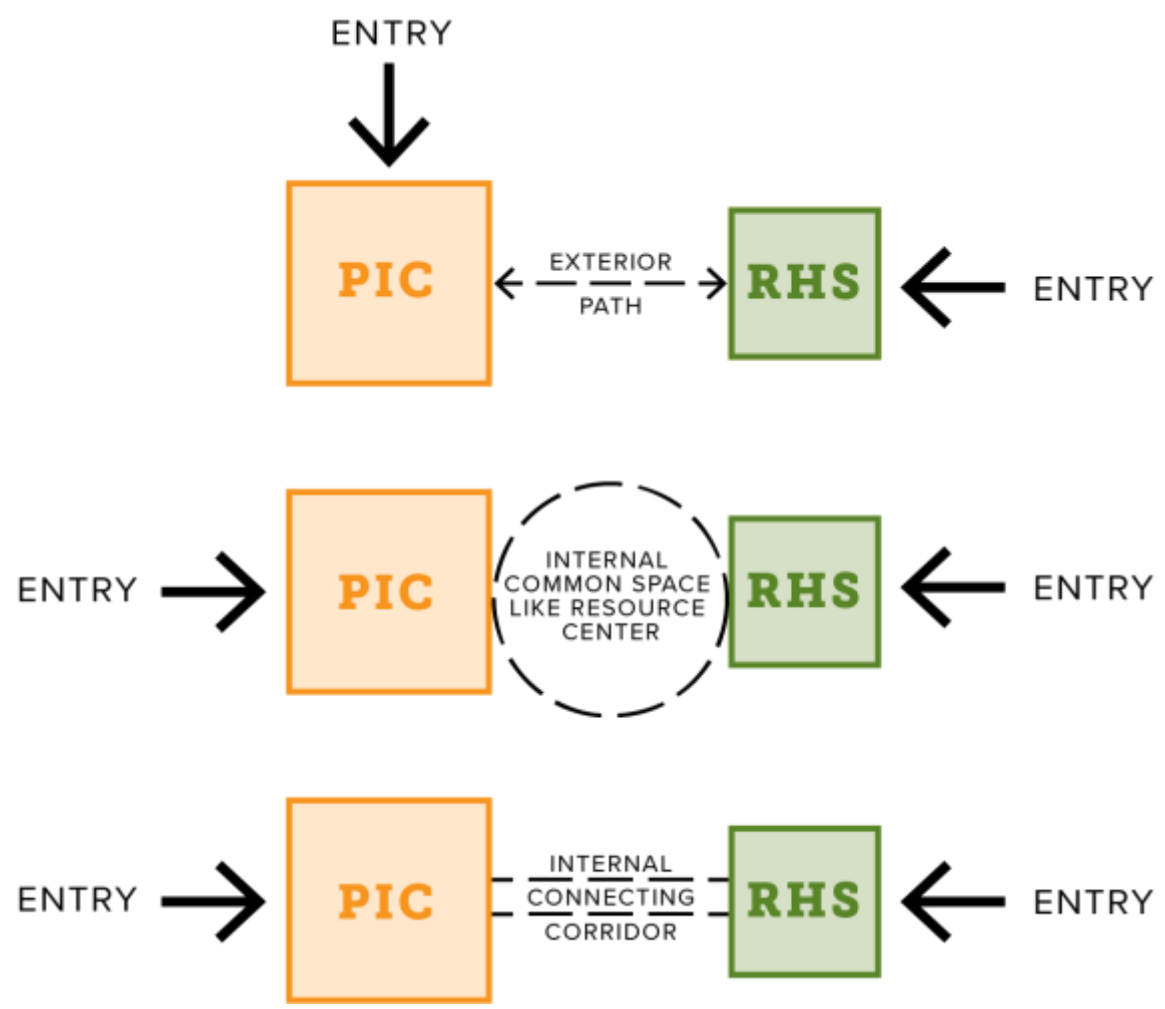 ENTRY
PIC
EXTERIOR
PATH
RHS
ENTRY
ENTRY
PIC
INTERNAL
COMMON SPACE
LIKE RESOURCE
CENTER
RHS
ENTRY
ENTRY
PIC
INTERNAL
CONNECTING
CORRIDOR
RHS
ENTRY